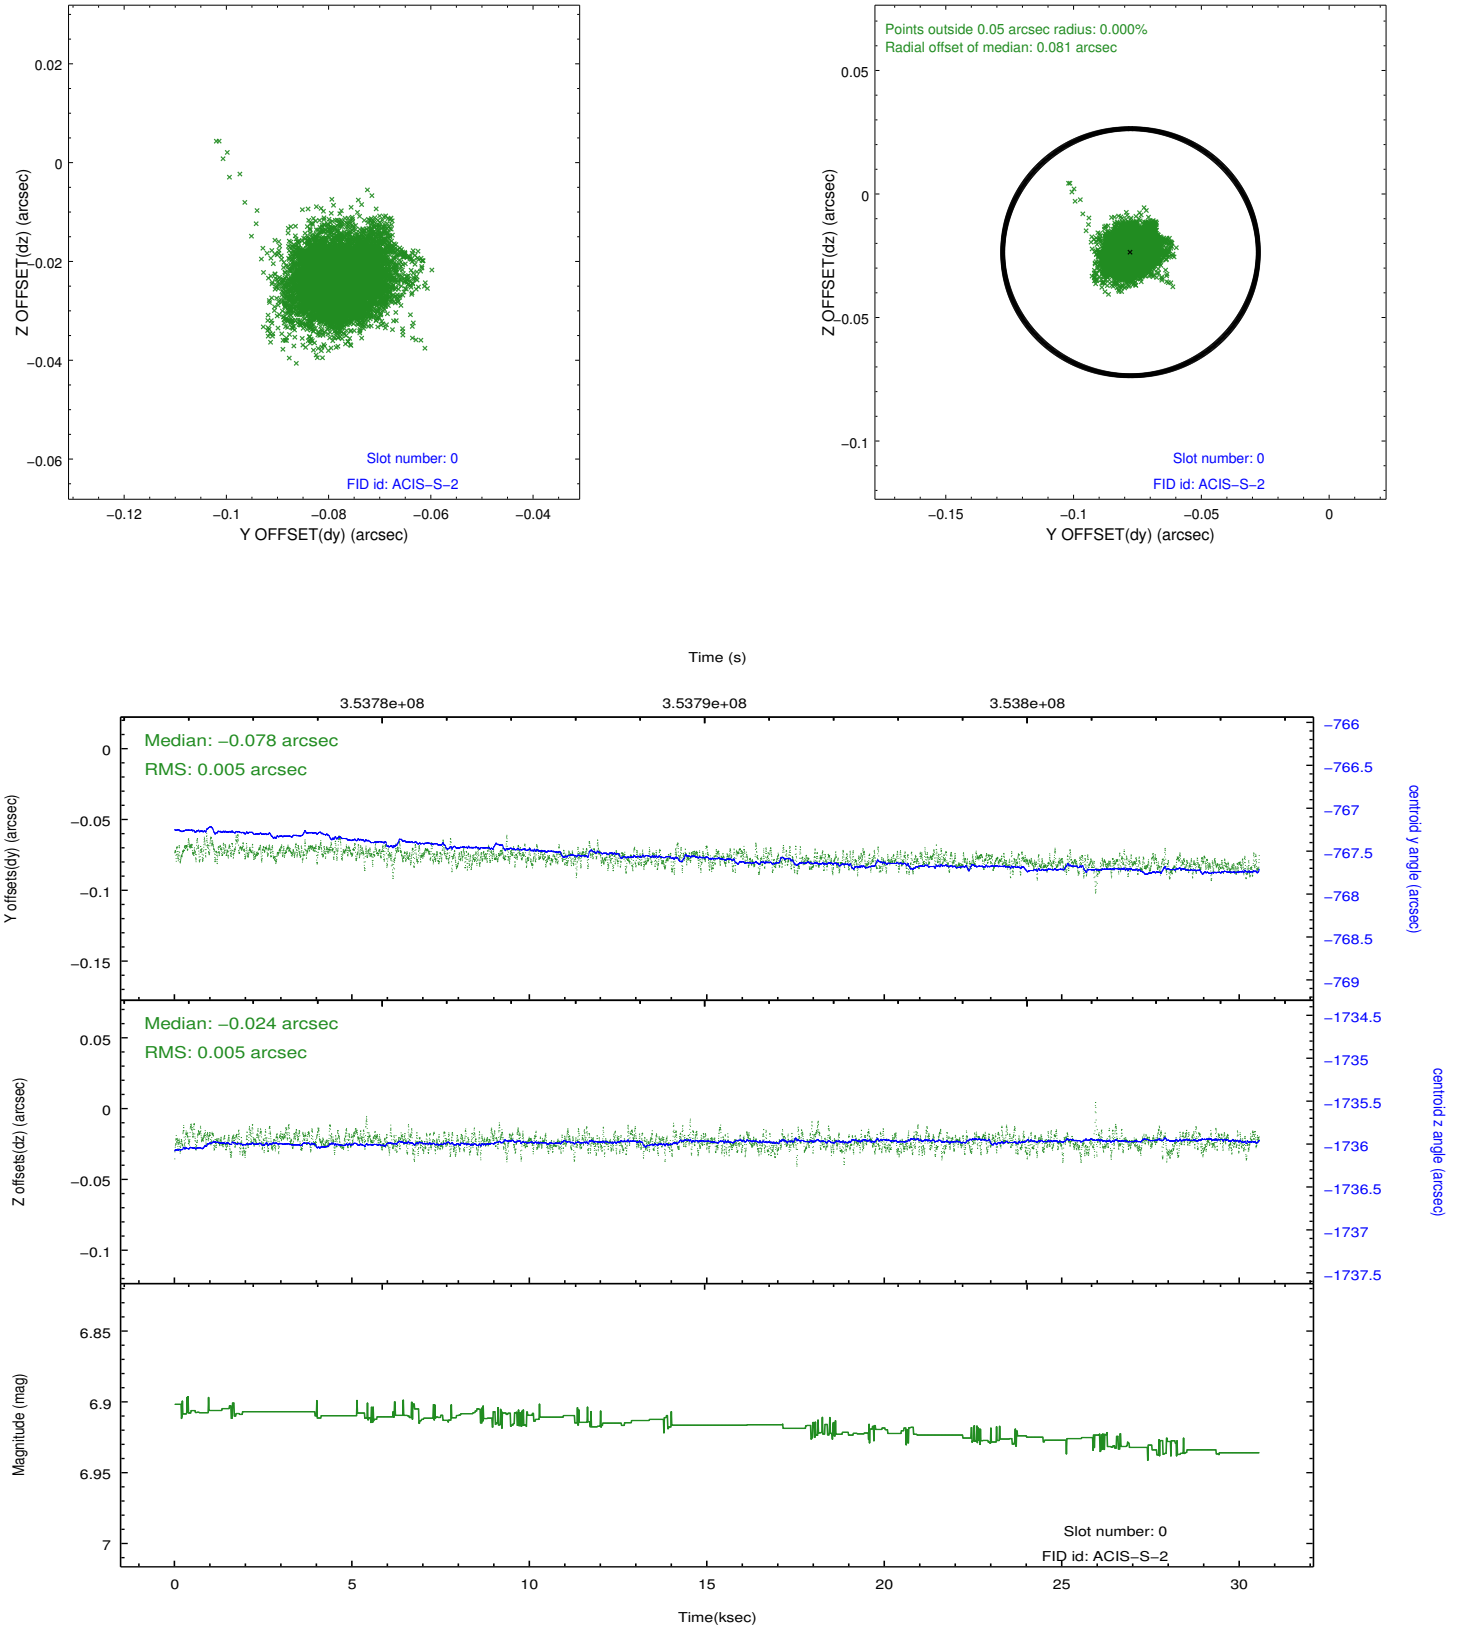 0.02
0
−0.02
−0.04
−0.06
Z OFFSET(dz) (arcsec)
Slot number: 0
FID id: ACIS−S−2
−0.12
−0.1
−0.08
−0.06
−0.04
Y OFFSET(dy) (arcsec)
Points outside 0.05 arcsec radius: 0.000%
Radial offset of median: 0.081 arcsec
0.05
0
−0.05
−0.1
Z OFFSET(dz) (arcsec)
Slot number: 0
FID id: ACIS−S−2
−0.15
−0.1
−0.05
0
Y OFFSET(dy) (arcsec)
Time (s)
3.5378e+08
3.5379e+08
3.538e+08
Median: −0.078 arcsec
RMS: 0.005 arcsec
0
−0.05
−0.1
−0.15
Y offsets(dy) (arcsec)
−766
−766.5
−767
−767.5
−768
−768.5
−769
centroid y angle (arcsec)
Median: −0.024 arcsec
RMS: 0.005 arcsec
0.05
0
−0.05
−0.1
Z offsets(dz) (arcsec)
−1734.5
−1735
−1735.5
−1736
−1736.5
−1737
−1737.5
centroid z angle (arcsec)
6.85
6.9
6.95
7
Magnitude (mag)
Slot number: 0
FID id: ACIS−S−2
0
5
10
15
20
25
30
Time(ksec)